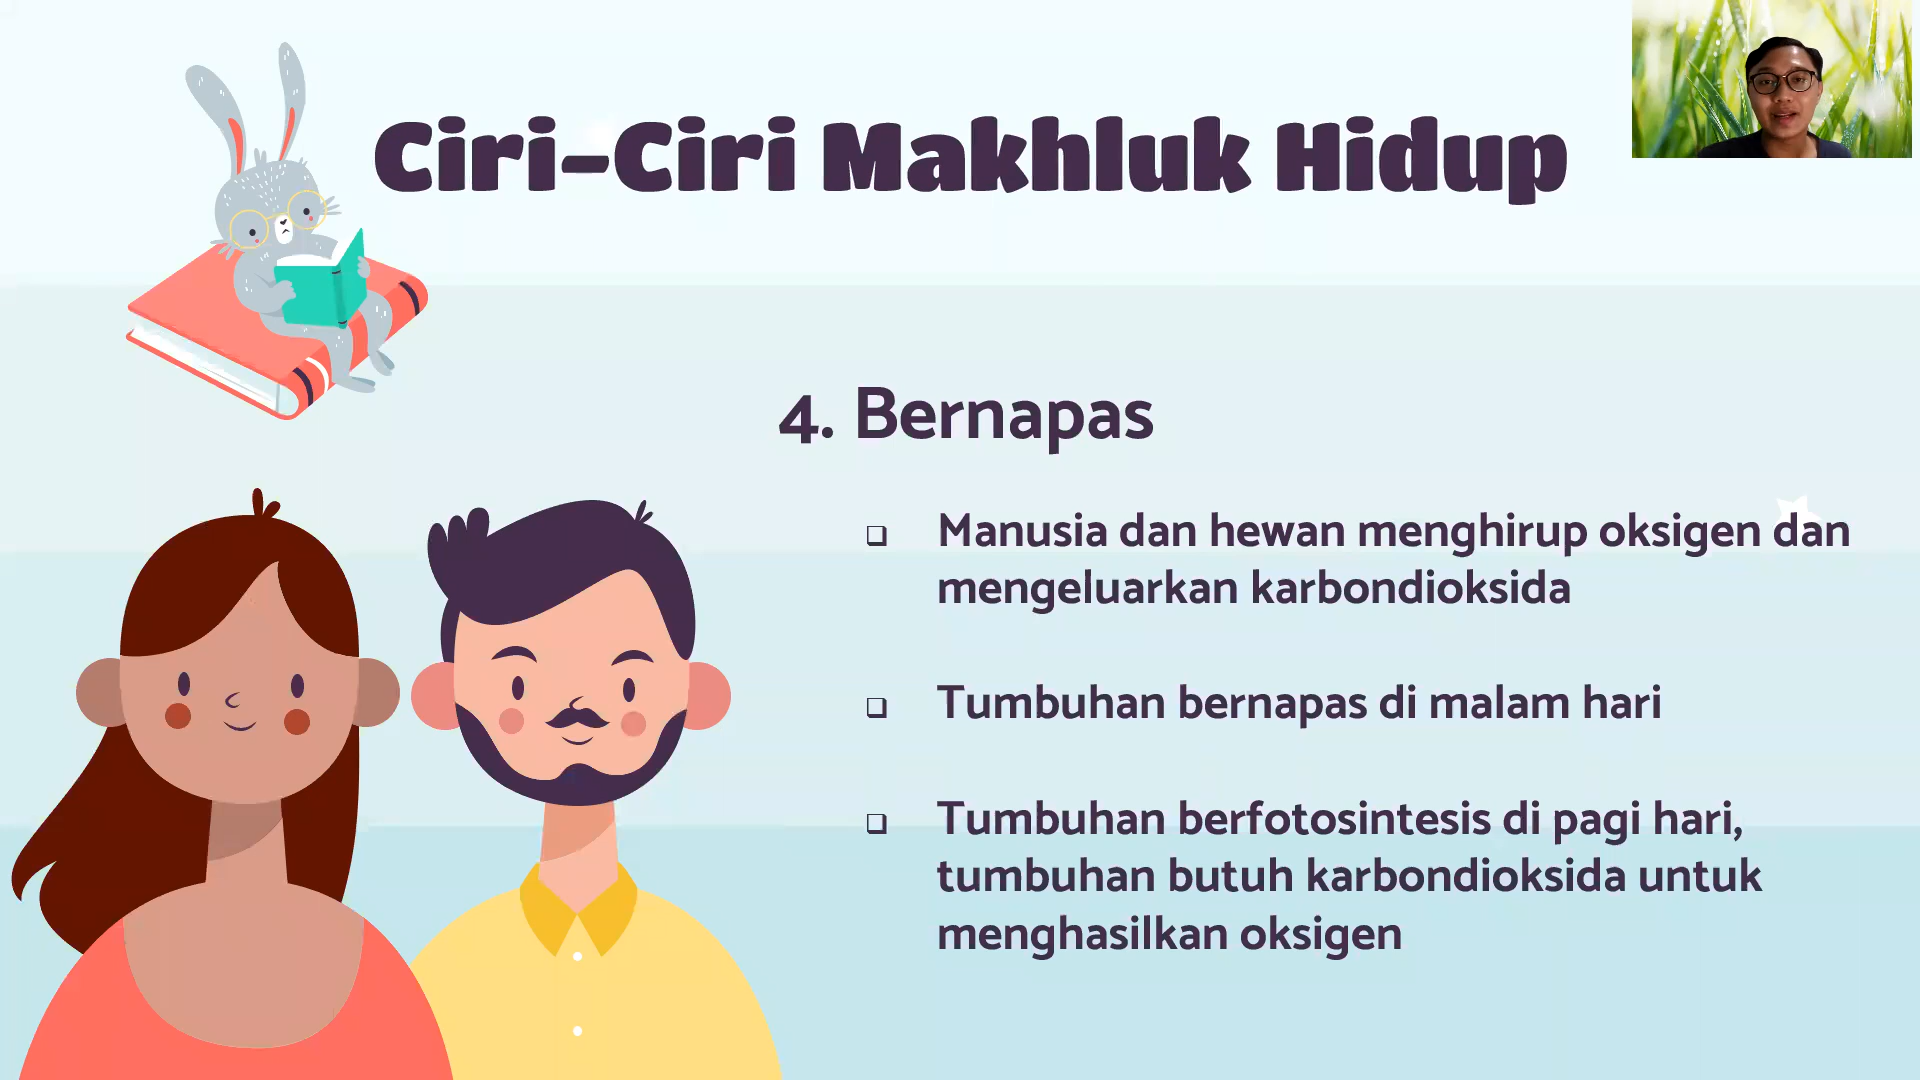 Ciri-Ciri Makhluk Hidup
4. Bernapas
❑ Manusia dan hewan menghirup oksigen dan
mengeluarkan karbondioksida
❑ Tumbuhan bernapas di malam hari
❑ Tumbuhan berfotosintesis di pagi hari,
tumbuhan butuh karbondioksida untuk
menghasilkan oksigen